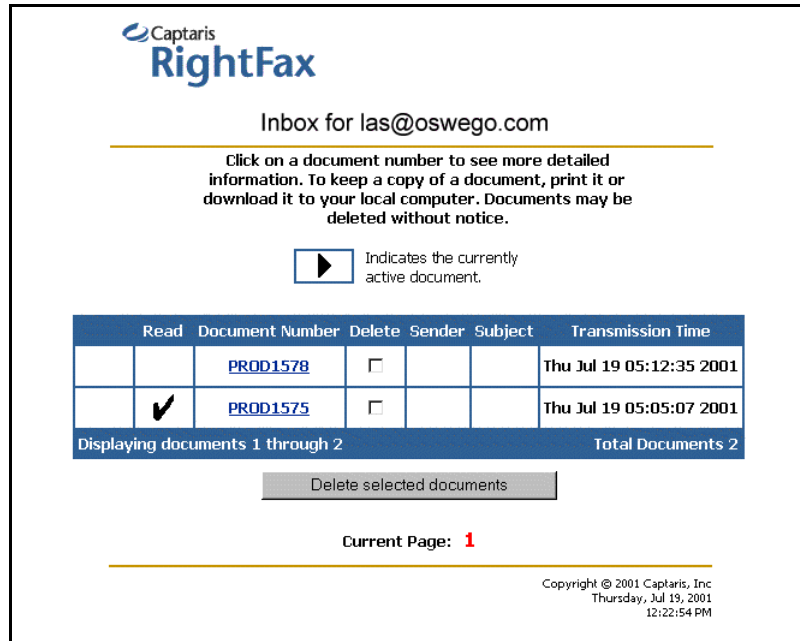 Captaris
RightFax
Inbox for las@oswego.com
Click on a document number to see more detailed
information. To keep a copy of a document, print it or
download it to your local computer. Documents may be
deleted without notice.
Indicates the currently
active document.
Read Document Number Delete Sender Subject Transmission Time
PROD1578 Thu Jul 19 05:12:35 2001
PROD1575 Thu Jul 19 05:05:07 2001
Displaying documents 1 through 2 Total Documents 2
Delete selected documents
Current Page: 1
Copyright © 2001 Captaris, Inc
Thursday, Jul 19, 2001
12:22:54 PM